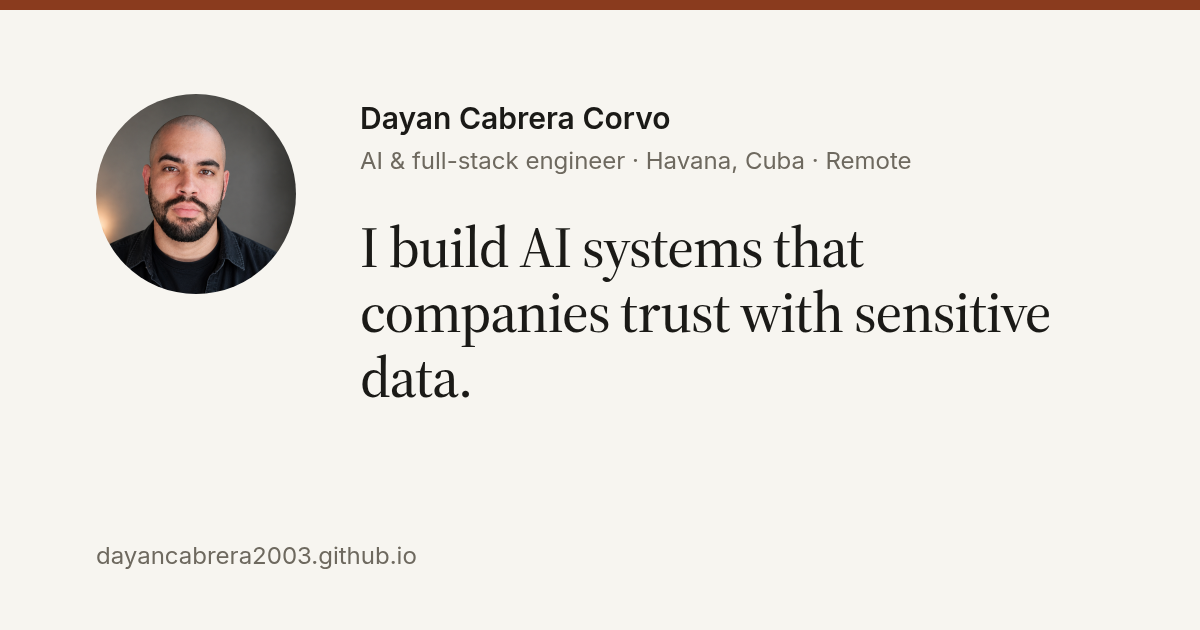 Dayan Cabrera Corvo
AI & full-stack engineer · Havana, Cuba · Remote
I build AI systems that
companies trust with sensitive
data.
dayancabrera2003.github.io